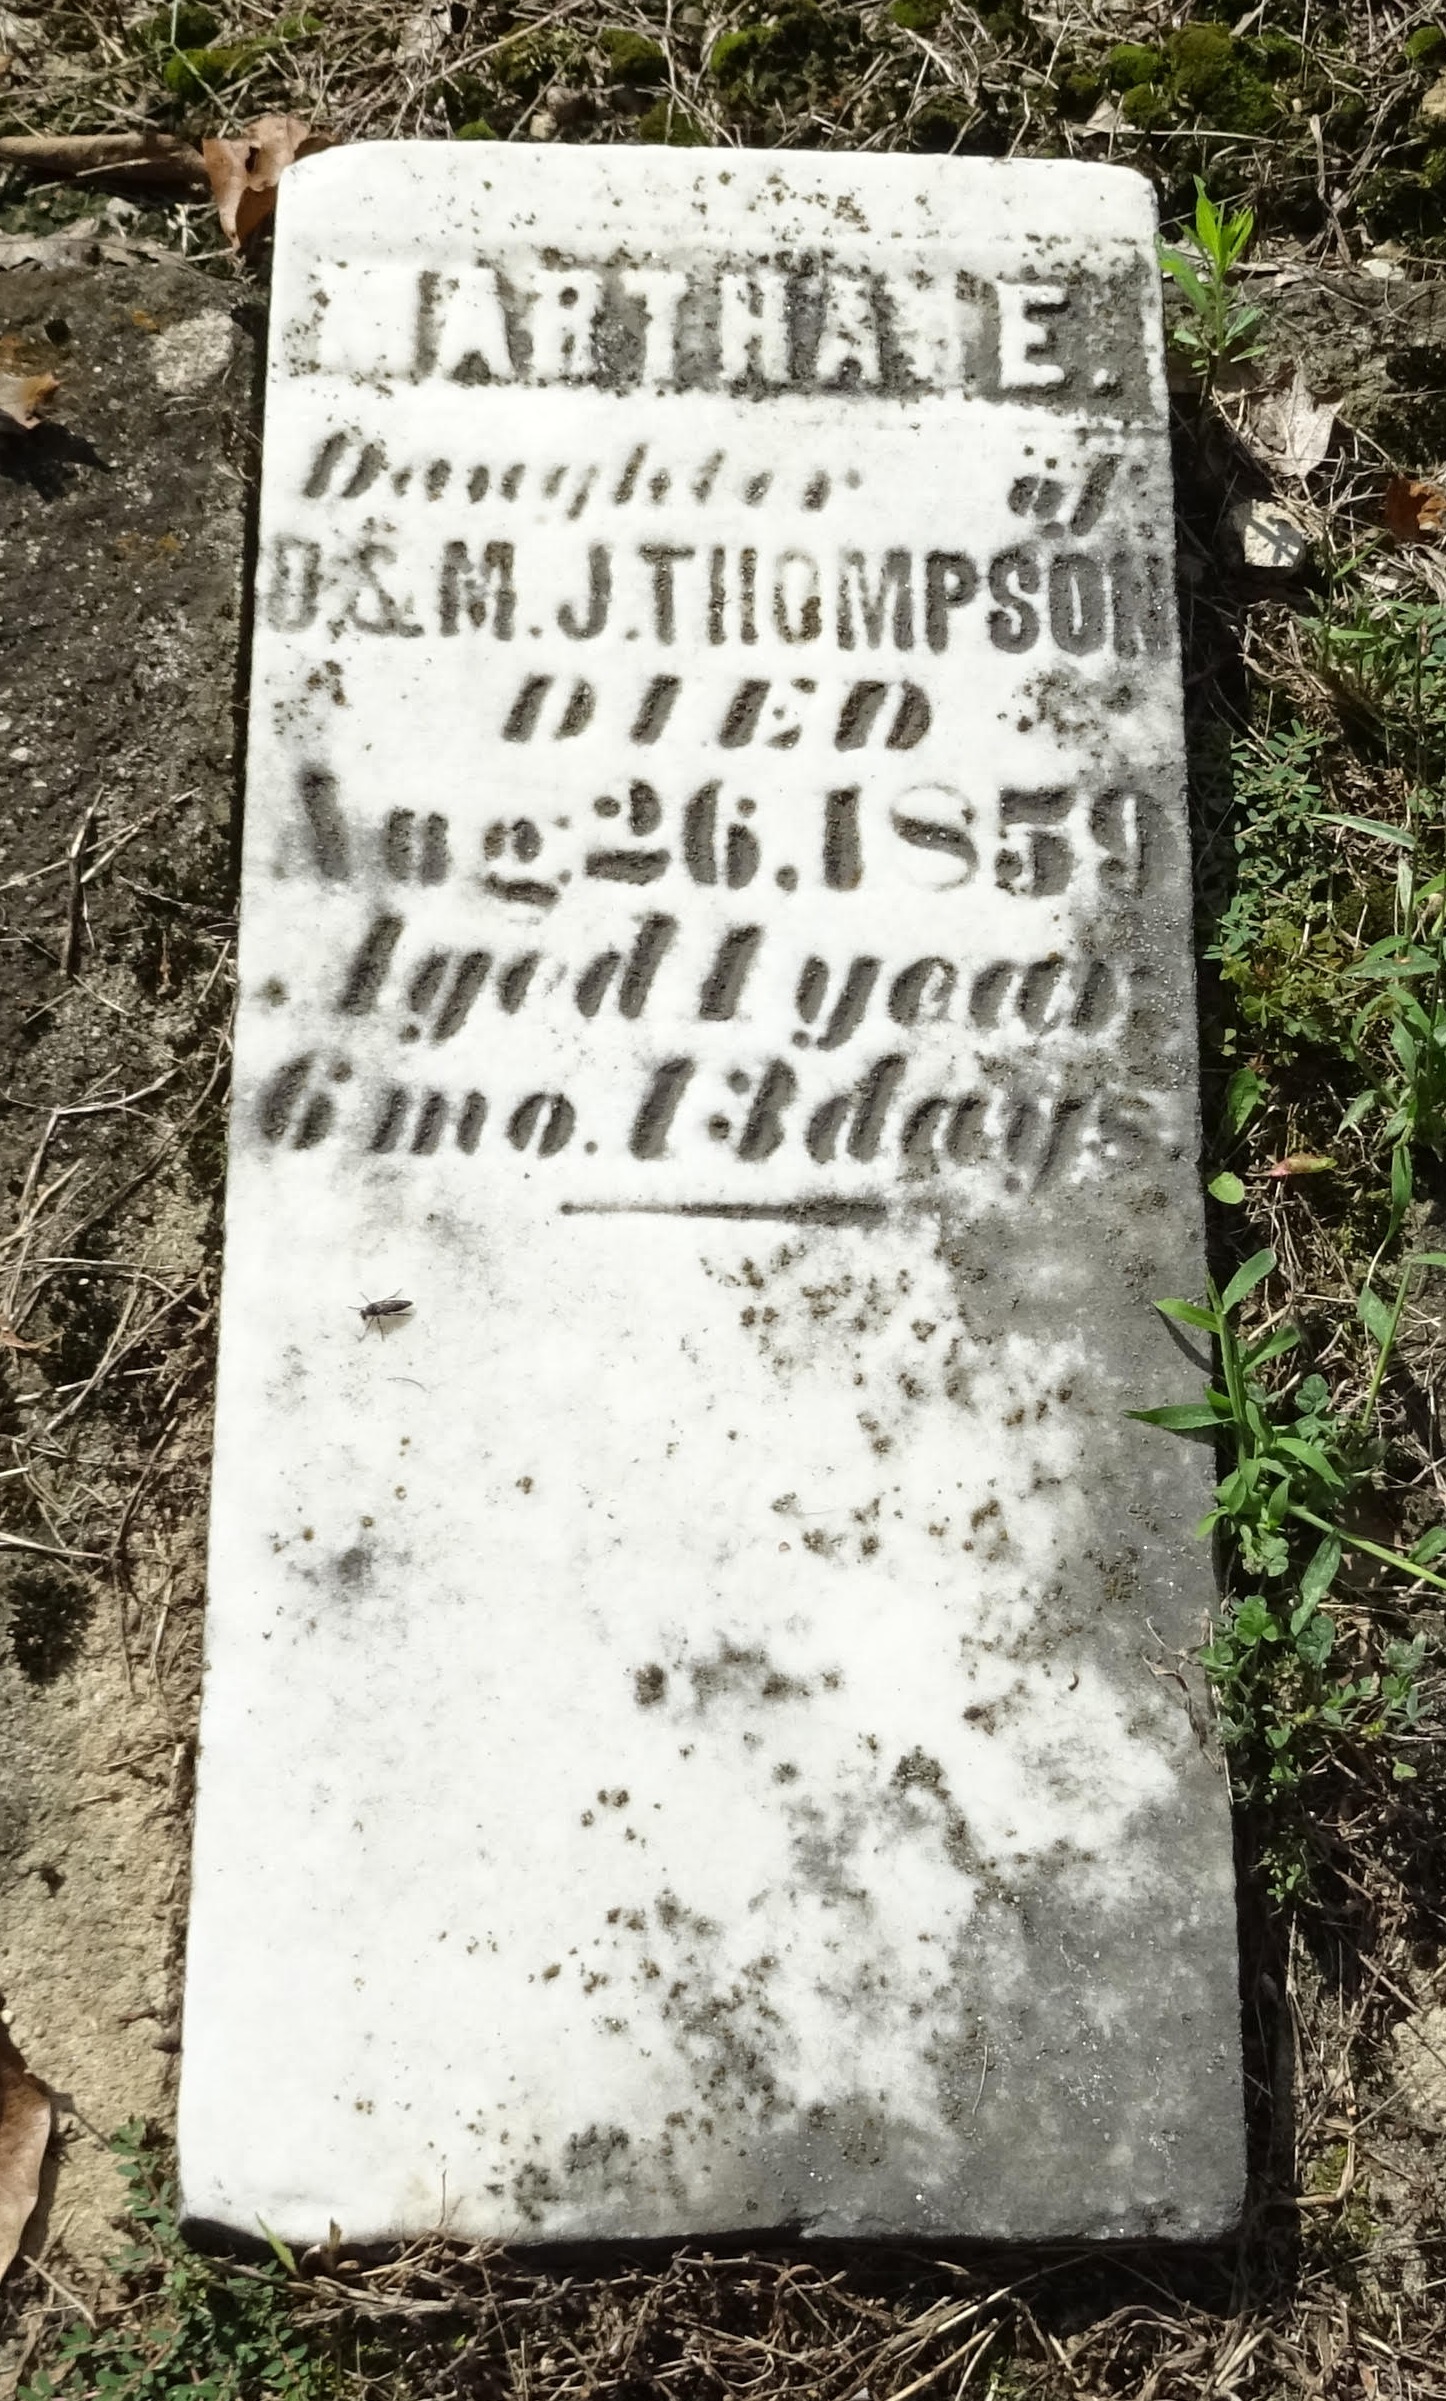 MARTHA E.
Daughter of
D & M. J. THOMPSON
DIED
Aug. 26. 1859
Aged 1 year
6 mo. 13 days